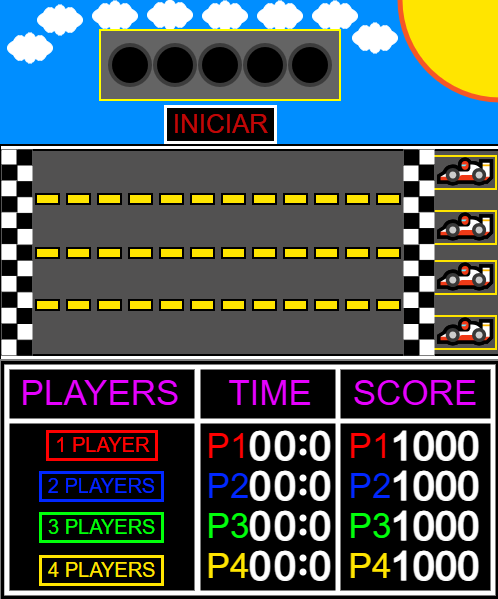 INICIAR
PLAYERS TIME SCORE
1 PLAYER P100:0 P11000
2 PLAYERS P200:0 P21000
3 PLAYERS P300:0 P31000
4 PLAYERS P400:0 P41000